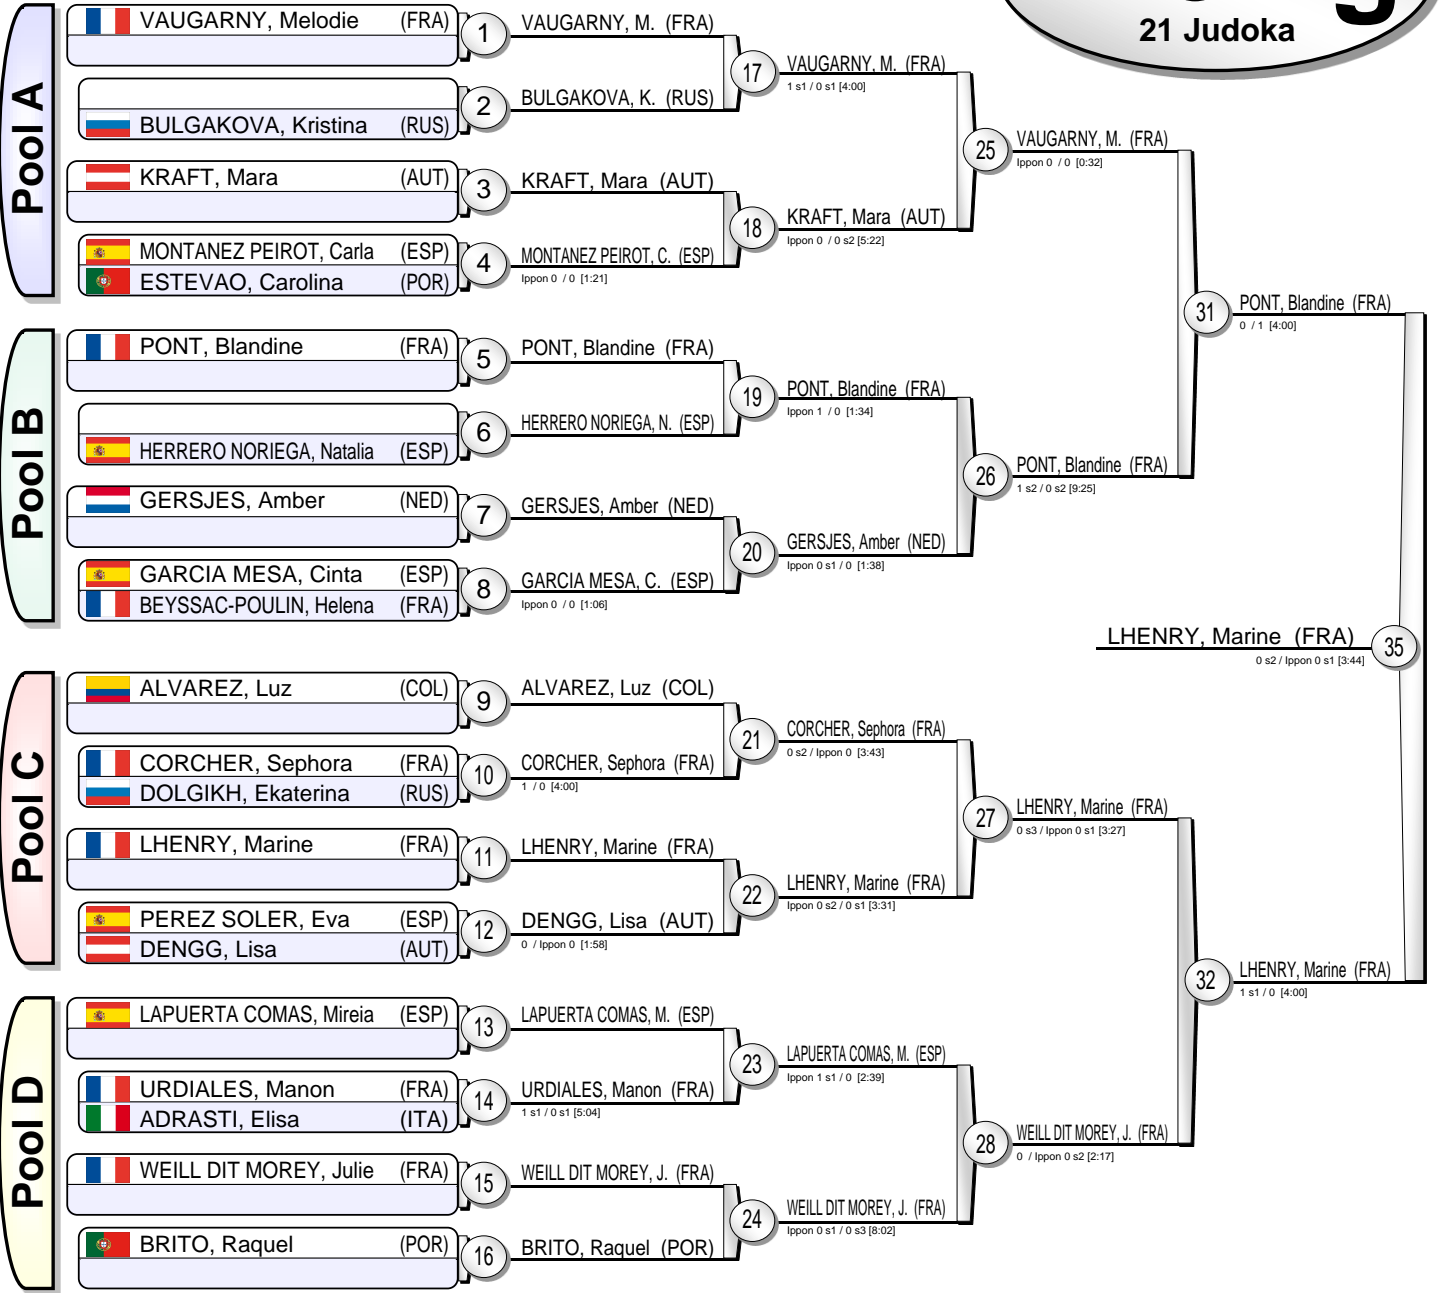 21 Judoka
Pool A
VAUGARNY, Melodie (FRA)
1
BULGAKOVA, Kristina (RUS)
2
KRAFT, Mara (AUT)
3
MONTANEZ PEIROT, Carla (ESP)
ESTEVAO, Carolina (POR)
4
Pool B
PONT, Blandine (FRA)
5
HERRERO NORIEGA, Natalia (ESP)
6
GERSJES, Amber (NED)
7
GARCIA MESA, Cinta (ESP)
BEYSSAC-POULIN, Helena (FRA)
8
Pool C
ALVAREZ, Luz (COL)
9
CORCHER, Sephora (FRA)
DOLGIKH, Ekaterina (RUS)
10
LHENRY, Marine (FRA)
11
PEREZ SOLER, Eva (ESP)
DENGG, Lisa (AUT)
12
Pool D
LAPUERTA COMAS, Mireia (ESP)
13
URDIALES, Manon (FRA)
ADRASTI, Elisa (ITA)
14
WEILL DIT MOREY, Julie (FRA)
15
BRITO, Raquel (POR)
16
VAUGARNY, M. (FRA)
BULGAKOVA, K. (RUS)
17
KRAFT, Mara (AUT)
MONTANEZ PEIROT, C. (ESP)
Ippon 0 / 0 [1:21]
18
PONT, Blandine (FRA)
HERRERO NORIEGA, N. (ESP)
19
GERSJES, Amber (NED)
GARCIA MESA, C. (ESP)
Ippon 0 / 0 [1:06]
20
ALVAREZ, Luz (COL)
CORCHER, Sephora (FRA)
1 / 0 [4:00]
21
LHENRY, Marine (FRA)
DENGG, Lisa (AUT)
0 / Ippon 0 [1:58]
22
LAPUERTA COMAS, M. (ESP)
URDIALES, Manon (FRA)
1 s1 / 0 s1 [5:04]
23
WEILL DIT MOREY, J. (FRA)
BRITO, Raquel (POR)
24
VAUGARNY, M. (FRA)
1 s1 / 0 s1 [4:00]
KRAFT, Mara (AUT)
Ippon 0 / 0 s2 [5:22]
25
PONT, Blandine (FRA)
Ippon 1 / 0 [1:34]
GERSJES, Amber (NED)
Ippon 0 s1 / 0 [1:38]
26
CORCHER, Sephora (FRA)
0 s2 / Ippon 0 [3:43]
LHENRY, Marine (FRA)
Ippon 0 s2 / 0 s1 [3:31]
27
LAPUERTA COMAS, M. (ESP)
Ippon 1 s1 / 0 [2:39]
WEILL DIT MOREY, J. (FRA)
Ippon 0 s1 / 0 s3 [8:02]
28
VAUGARNY, M. (FRA)
Ippon 0 / 0 [0:32]
PONT, Blandine (FRA)
1 s2 / 0 s2 [9:25]
31
LHENRY, Marine (FRA)
0 s3 / Ippon 0 s1 [3:27]
WEILL DIT MOREY, J. (FRA)
0 / Ippon 0 s2 [2:17]
32
PONT, Blandine (FRA)
0 / 1 [4:00]
LHENRY, Marine (FRA)
1 s1 / 0 [4:00]
LHENRY, Marine (FRA)
0 s2 / Ippon 0 s1 [3:44]
35